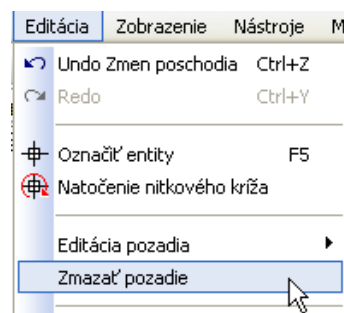 Editácia Zobrazenie Nástroje M
Undo Zmen poschodia Ctrl+Z
Redo Ctrl+Y
Označiť entity F5
Natočenie nitkového kríža
Editácia pozadia
Zmazať pozadie